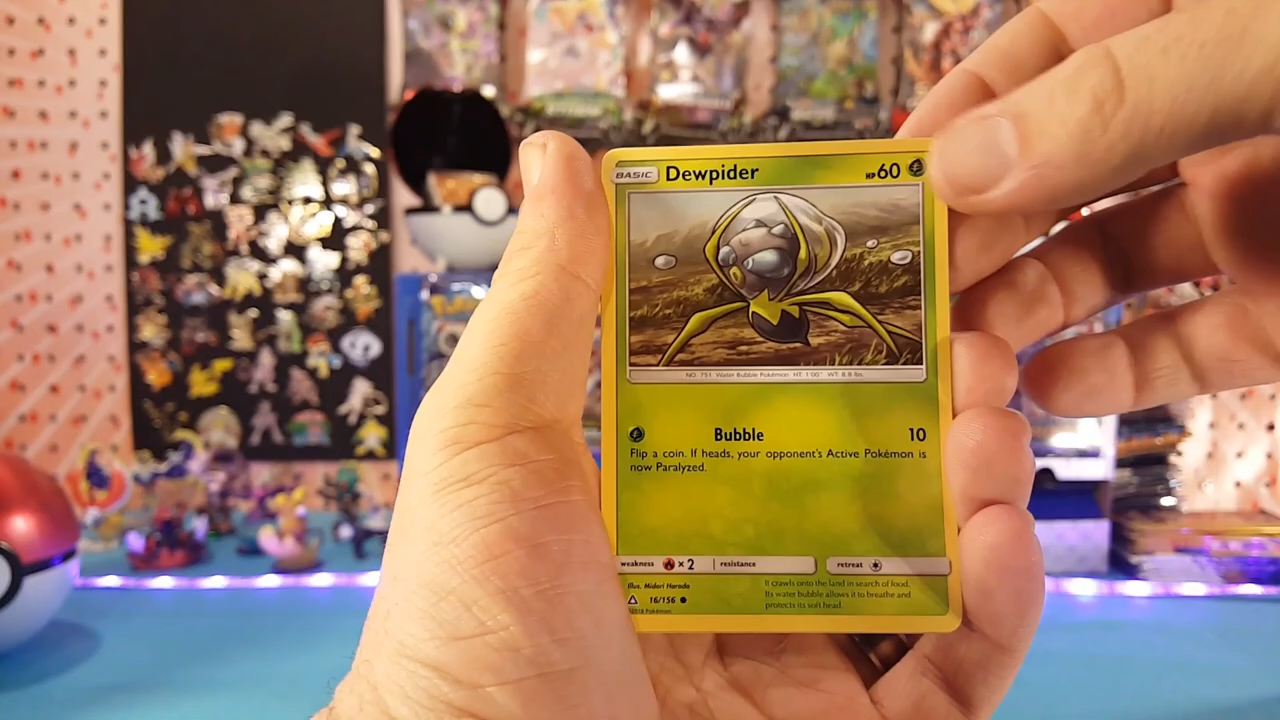 BASIC Dewpider HP 60
NO. 751 Water Bubble Pokémon HT: 1'00" WT: 8.8 lbs.
Bubble 10
Flip a coin. If heads, your opponent's Active Pokémon is
now Paralyzed.
weakness × 2 resistance retreat
Illus. Midori Harada
16/156
©2018 Pokémon
It crawls onto the land in search of food.
Its water bubble allows it to breathe and
protects its soft head.